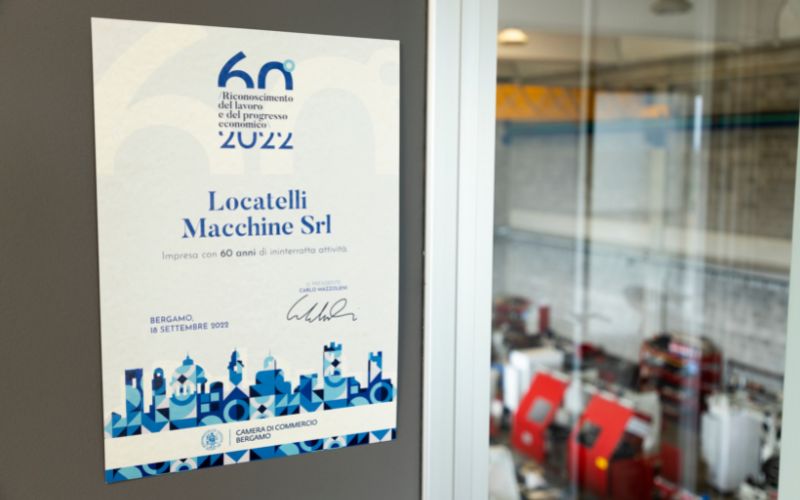 60°
/Riconoscimento
del lavoro
e del progresso
economico/
2022
Locatelli
Macchine Srl
Impresa con 60 anni di ininterrotta attività.
IL PRESIDENTE
CARLO MAZZOLENI
BERGAMO,
18 SETTEMBRE 2022
CAMERA DI COMMERCIO
BERGAMO